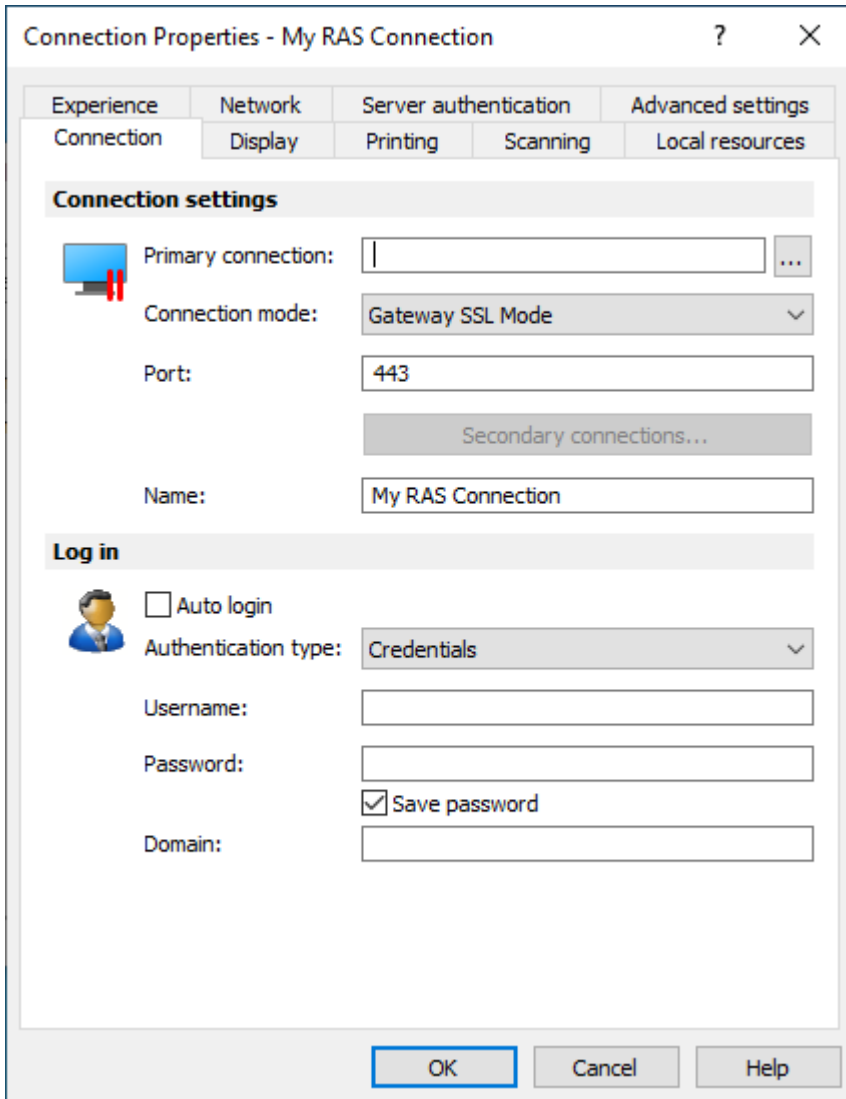 Connection Properties - My RAS Connection ?
Experience Network Server authentication Advanced settings
Connection Display Printing Scanning Local resources
Connection settings
Primary connection: ...
Connection mode: Gateway SSL Mode
Port: 443
Secondary connections...
Name: My RAS Connection
Log in
Auto login
Authentication type: Credentials
Username:
Password:
Save password
Domain:
OK Cancel Help